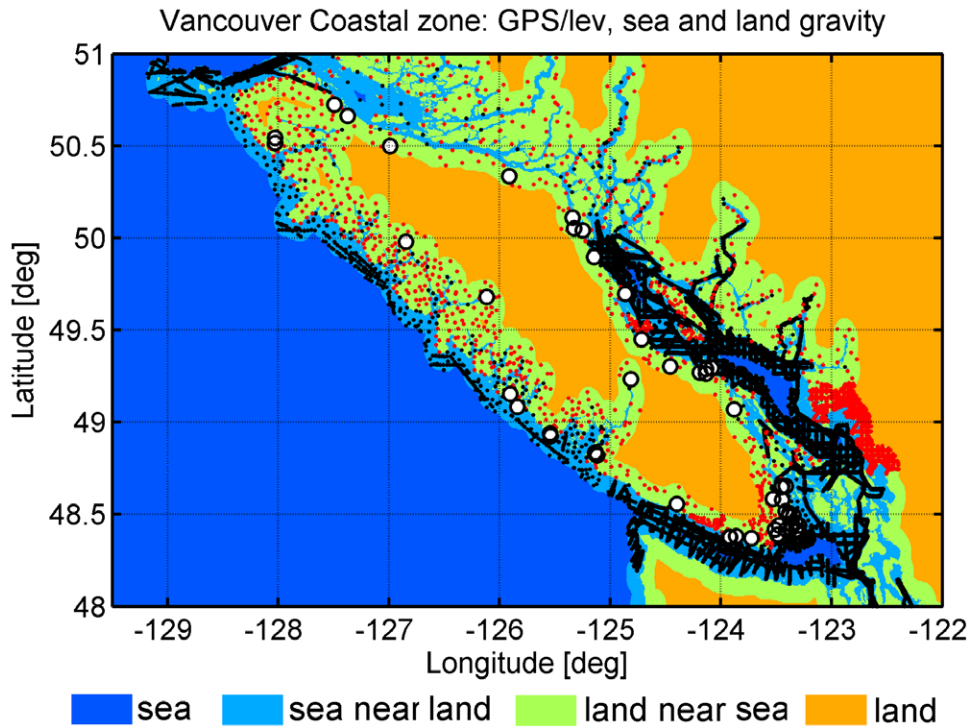 Vancouver Coastal zone: GPS/lev, sea and land gravity
51
50.5
50
49.5
49
48.5
48
Latitude [deg]
-129 -128 -127 -126 -125 -124 -123 -122
Longitude [deg]
sea sea near land land near sea land